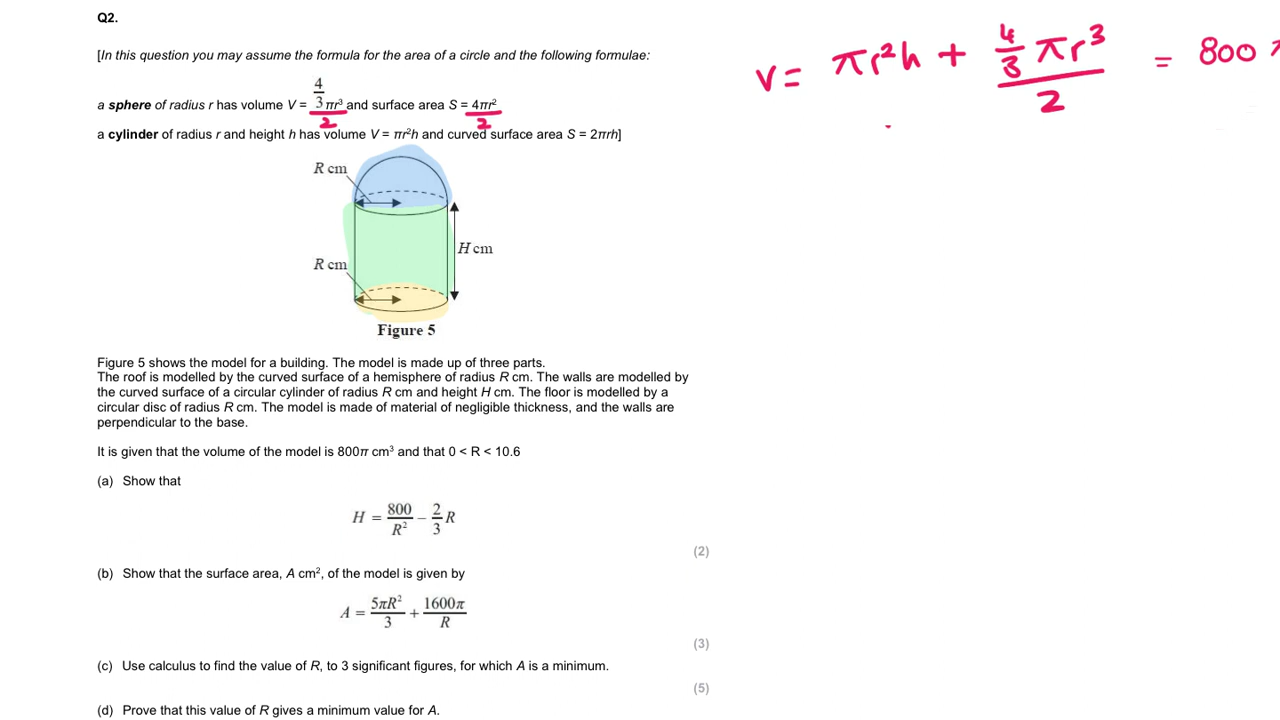 Q2.
[In this question you may assume the formula for the area of a circle and the following formulae:
a sphere of radius r has volume V = 4/3 πr³ and surface area S = 4πr²
2 2
a cylinder of radius r and height h has volume V = πr²h and curved surface area S = 2πrh]
V = πr²h + (4/3 πr³)/2 = 800
R cm
H cm
R cm
Figure 5
Figure 5 shows the model for a building. The model is made up of three parts.
The roof is modelled by the curved surface of a hemisphere of radius R cm. The walls are modelled by
the curved surface of a circular cylinder of radius R cm and height H cm. The floor is modelled by a
circular disc of radius R cm. The model is made of material of negligible thickness, and the walls are
perpendicular to the base.
It is given that the volume of the model is 800π cm³ and that 0 < R < 10.6
(a) Show that
H = 800/R² − 2/3 R
(2)
(b) Show that the surface area, A cm², of the model is given by
A = 5πR²/3 + 1600π/R
(3)
(c) Use calculus to find the value of R, to 3 significant figures, for which A is a minimum.
(5)
(d) Prove that this value of R gives a minimum value for A.